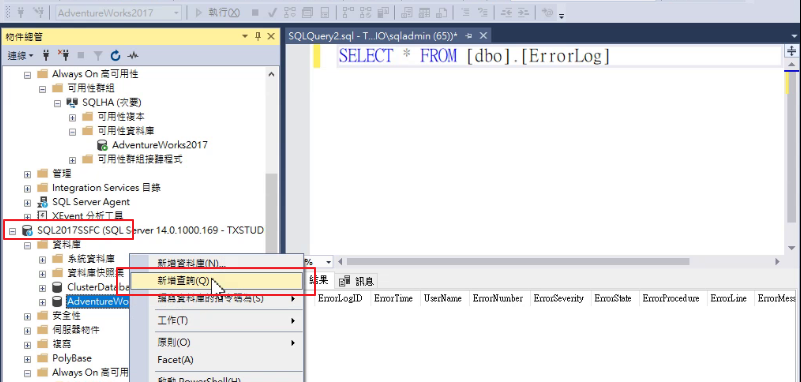 AdventureWorks2017
執行(X)
物件總管
連線
Always On 高可用性
可用性群組
SQLHA (次要)
可用性複本
可用性資料庫
AdventureWorks2017
可用性群組接聽程式
管理
Integration Services 目錄
SQL Server Agent
XEvent 分析工具
SQL2017SSFC (SQL Server 14.0.1000.169 - TXSTUD
資料庫
系統資料庫
資料庫快照集
ClusterDatab
AdventureWo
安全性
伺服器物件
複寫
PolyBase
Always On 高可用
新增資料庫(N)...
新增查詢(Q)
編寫資料庫的指令碼為(S)
工作(T)
原則(O)
Facet(A)
啟動 PowerShell(H)
SQLQuery2.sql - T...IO\sqladmin (65))*
SELECT * FROM [dbo].[ErrorLog]
%
結果
訊息
ErrorLogID ErrorTime UserName ErrorNumber ErrorSeverity ErrorState ErrorProcedure ErrorLine ErrorMess